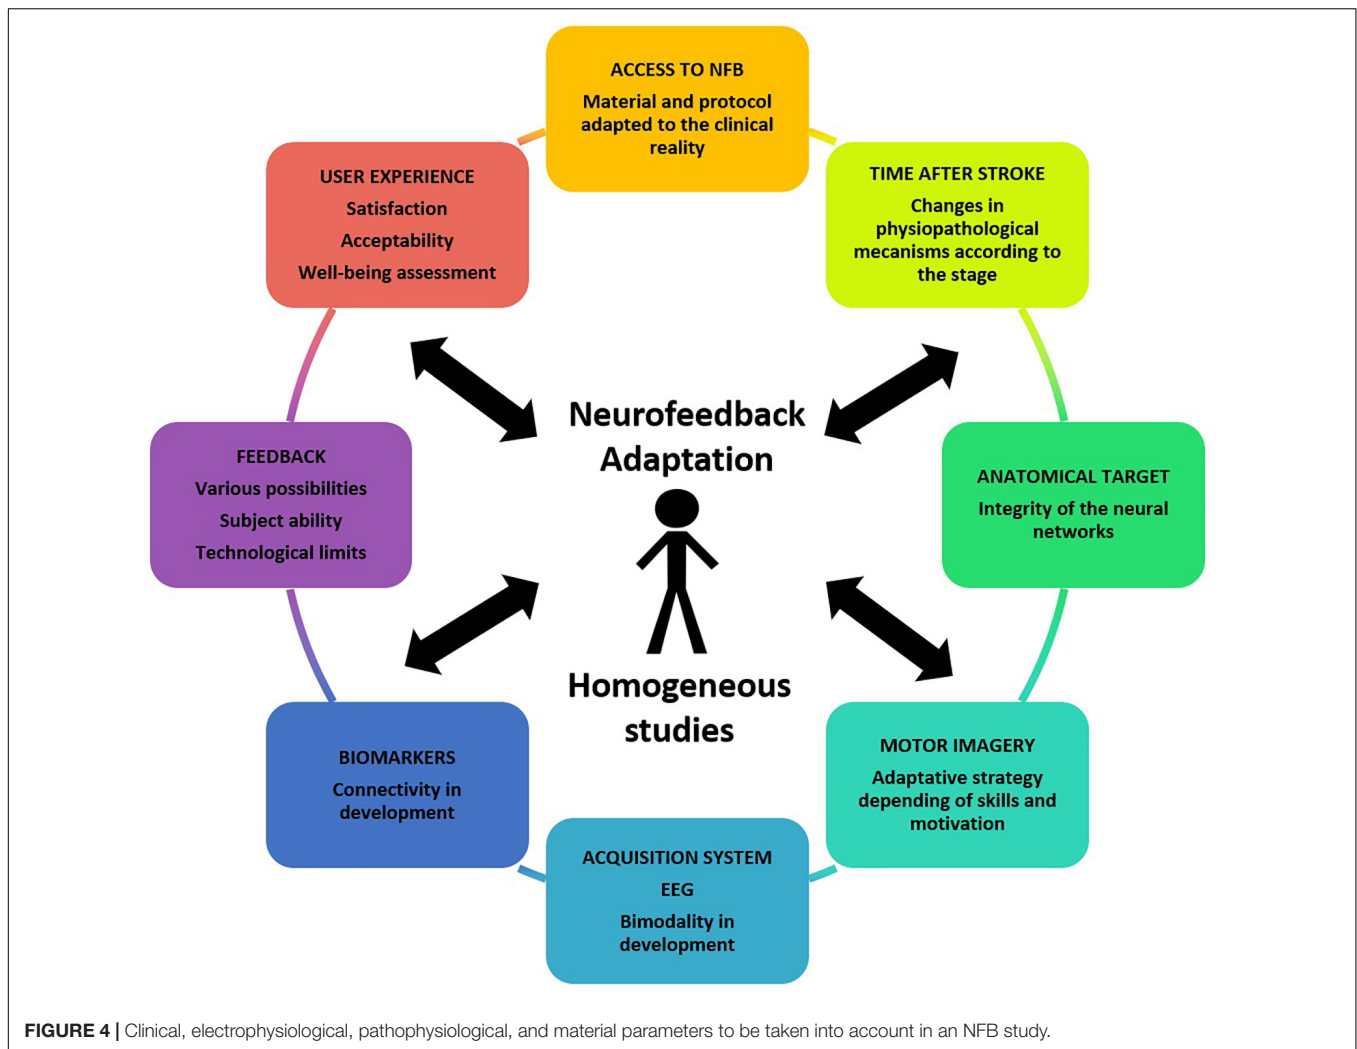 ACCESS TO NFB
Material and protocol
adapted to the clinical
reality
TIME AFTER STROKE
Changes in
physiopathological
mecanisms according to
the stage
ANATOMICAL TARGET
Integrity of the neural
networks
MOTOR IMAGERY
Adaptative strategy
depending of skills and
motivation
ACQUISITION SYSTEM
EEG
Bimodality in
development
BIOMARKERS
Connectivity in
development
FEEDBACK
Various possibilities
Subject ability
Technological limits
USER EXPERIENCE
Satisfaction
Acceptability
Well-being assessment
Neurofeedback
Adaptation
Homogeneous
studies
FIGURE 4 | Clinical, electrophysiological, pathophysiological, and material parameters to be taken into account in an NFB study.